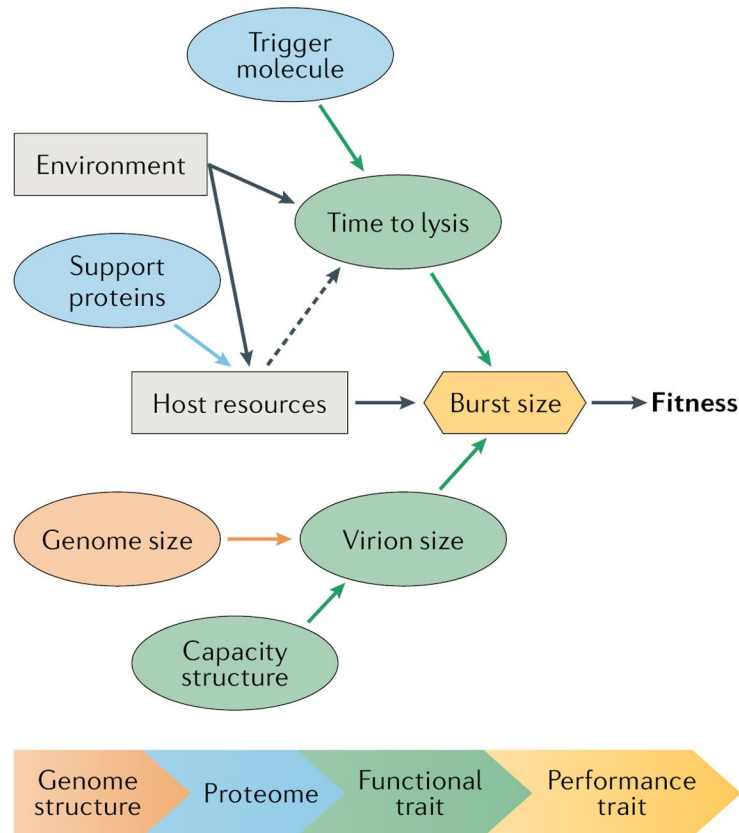 Trigger
molecule
Environment
Time to lysis
Support
proteins
Host resources
Burst size
Fitness
Genome size
Virion size
Capacity
structure
Genome
structure
Proteome
Functional
trait
Performance
trait